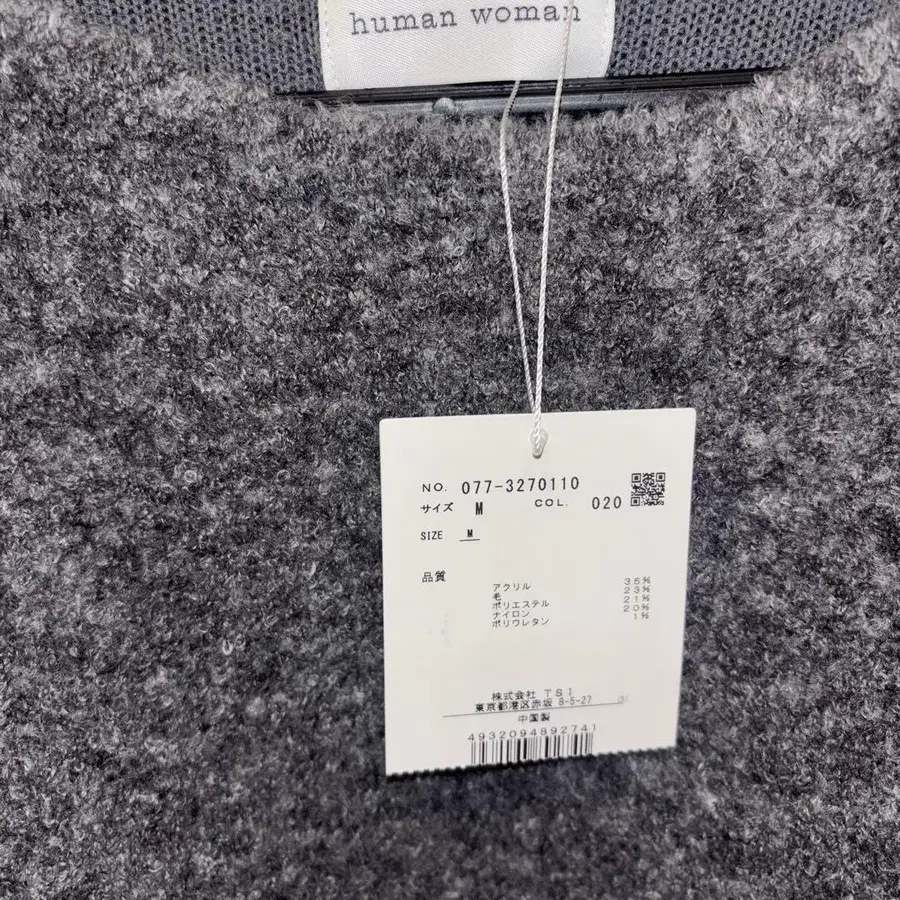 human woman
NO. 077-3270110
サイズ M COL. 020
SIZE M
品質
アクリル 35%
毛 23%
ポリエステル 21%
ナイロン 20%
ポリウレタン 1%
株式会社 TSI
東京都港区赤坂 8-5-27
中国製
4932094892741